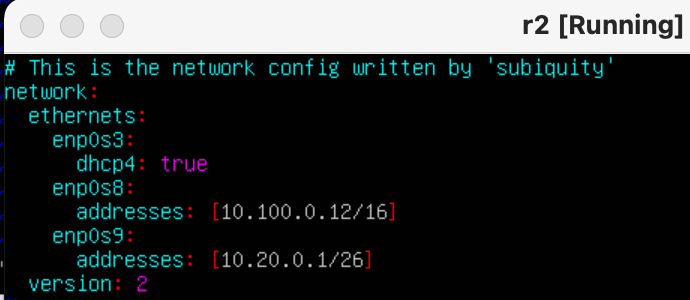 r2 [Running]
# This is the network config written by 'subiquity'
network:
  ethernets:
    enp0s3:
      dhcp4: true
    enp0s8:
      addresses: [10.100.0.12/16]
    enp0s9:
      addresses: [10.20.0.1/26]
  version: 2